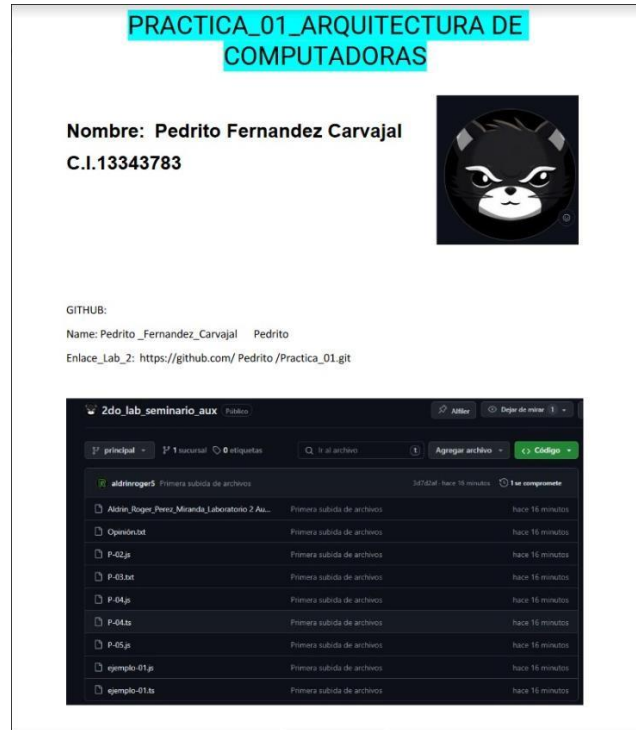 PRACTICA_01_ARQUITECTURA DE
COMPUTADORAS
Nombre: Pedrito Fernandez Carvajal
C.I.13343783
GITHUB:
Name: Pedrito _Fernandez_Carvajal Pedrito
Enlace_Lab_2: https://github.com/ Pedrito /Practica_01.git
2do_lab_seminario_aux Público Alfiler Dejar de mirar 1
principal 1 sucursal 0 etiquetas Ir al archivo t Agregar archivo <> Código
aldrinroger5 Primera subida de archivos hace 16 minutos 1 se compromete
Aldrin_Roger_Perez_Miranda_Laboratorio 2 Au... Primera subida de archivos hace 16 minutos
Opinión.txt Primera subida de archivos hace 16 minutos
P-02.js Primera subida de archivos hace 16 minutos
P-03.txt Primera subida de archivos hace 16 minutos
P-04.js Primera subida de archivos hace 16 minutos
P-04.ts Primera subida de archivos hace 16 minutos
P-05.js Primera subida de archivos hace 16 minutos
ejemplo-01.js Primera subida de archivos hace 16 minutos
ejemplo-01.ts Primera subida de archivos hace 16 minutos